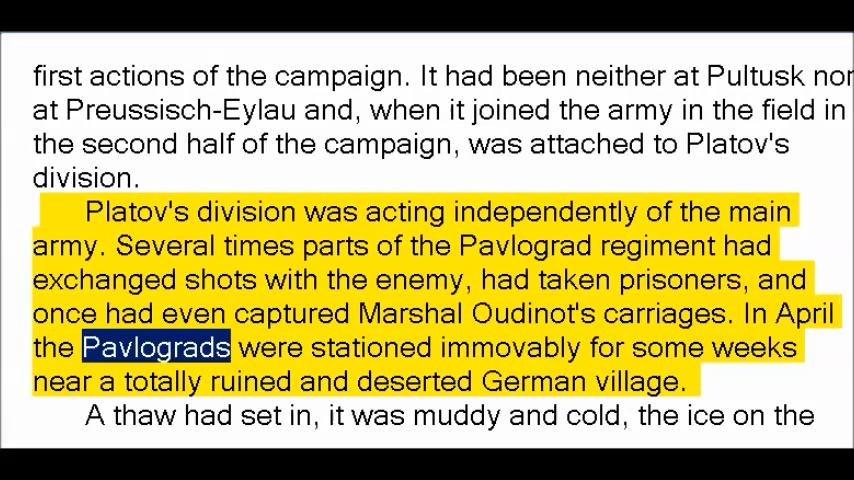 first actions of the campaign. It had been neither at Pultusk nor
at Preussisch-Eylau and, when it joined the army in the field in
the second half of the campaign, was attached to Platov's
division.
Platov's division was acting independently of the main
army. Several times parts of the Pavlograd regiment had
exchanged shots with the enemy, had taken prisoners, and
once had even captured Marshal Oudinot's carriages. In April
the Pavlograds were stationed immovably for some weeks
near a totally ruined and deserted German village.
A thaw had set in, it was muddy and cold, the ice on the